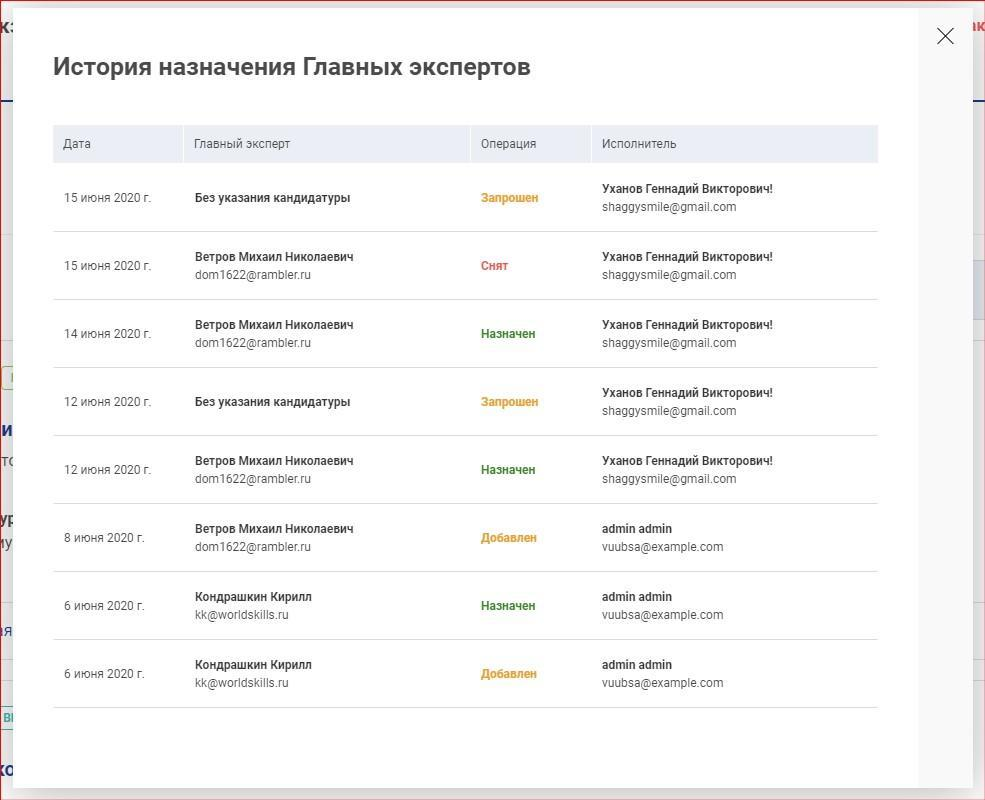 История назначения Главных экспертов
Дата Главный эксперт Операция Исполнитель
15 июня 2020 г. Без указания кандидатуры Запрошен Уханов Геннадий Викторович!
shaggysmile@gmail.com
15 июня 2020 г. Ветров Михаил Николаевич Снят Уханов Геннадий Викторович!
dom1622@rambler.ru shaggysmile@gmail.com
14 июня 2020 г. Ветров Михаил Николаевич Назначен Уханов Геннадий Викторович!
dom1622@rambler.ru shaggysmile@gmail.com
12 июня 2020 г. Без указания кандидатуры Запрошен Уханов Геннадий Викторович!
shaggysmile@gmail.com
12 июня 2020 г. Ветров Михаил Николаевич Назначен Уханов Геннадий Викторович!
dom1622@rambler.ru shaggysmile@gmail.com
8 июня 2020 г. Ветров Михаил Николаевич Добавлен admin admin
dom1622@rambler.ru vuubsa@example.com
6 июня 2020 г. Кондрашкин Кирилл Назначен admin admin
kk@worldskills.ru vuubsa@example.com
6 июня 2020 г. Кондрашкин Кирилл Добавлен admin admin
kk@worldskills.ru vuubsa@example.com